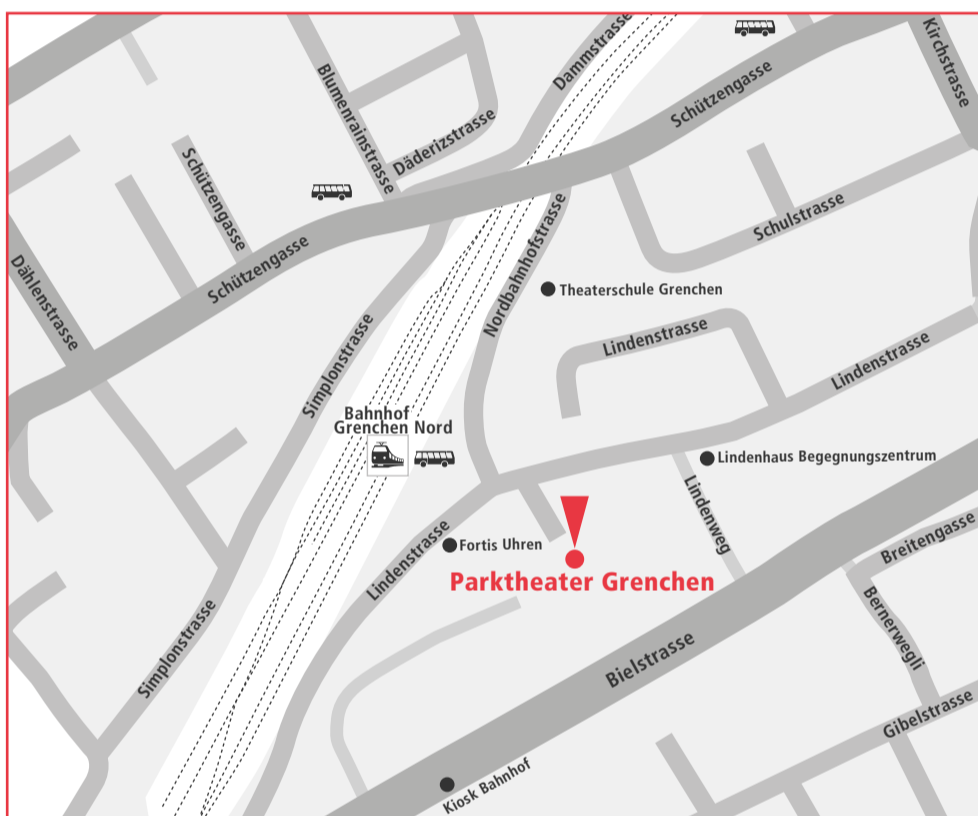 Dammstrasse
Kirchstrasse
Blumenrainstrasse
Schützengasse
Däderizstrasse
Schützengasse
Schulstrasse
Dählenstrasse
Schützengasse
Nordbahnhofstrasse
Theaterschule Grenchen
Simplonstrasse
Lindenstrasse
Lindenstrasse
Bahnhof
Grenchen Nord
Lindenhaus Begegnungszentrum
Lindenweg
Lindenstrasse
Fortis Uhren
Breitengasse
Parktheater Grenchen
Bernerwegli
Simplonstrasse
Bielstrasse
Gibelstrasse
Kiosk Bahnhof